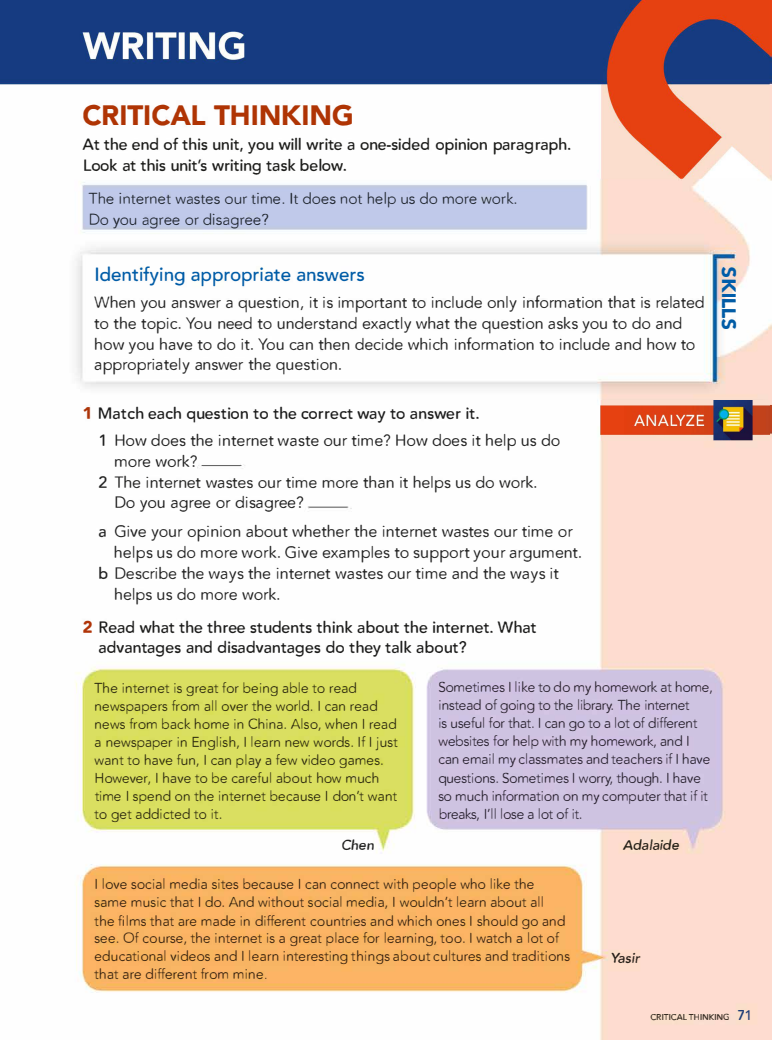 WRITING
CRITICAL THINKING
At the end of this unit, you will write a one-sided opinion paragraph.
Look at this unit's writing task below.
The internet wastes our time. It does not help us do more work.
Do you agree or disagree?
Identifying appropriate answers
When you answer a question, it is important to include only information that is related
to the topic. You need to understand exactly what the question asks you to do and
how you have to do it. You can then decide which information to include and how to
appropriately answer the question.
SKILLS
1 Match each question to the correct way to answer it.
ANALYZE
1 How does the internet waste our time? How does it help us do
more work?
2 The internet wastes our time more than it helps us do work.
Do you agree or disagree?
a Give your opinion about whether the internet wastes our time or
helps us do more work. Give examples to support your argument.
b Describe the ways the internet wastes our time and the ways it
helps us do more work.
2 Read what the three students think about the internet. What
advantages and disadvantages do they talk about?
The internet is great for being able to read
newspapers from all over the world. I can read
news from back home in China. Also, when I read
a newspaper in English, I learn new words. If I just
want to have fun, I can play a few video games.
However, I have to be careful about how much
time I spend on the internet because I don't want
to get addicted to it.
Chen
Sometimes I like to do my homework at home,
instead of going to the library. The internet
is useful for that. I can go to a lot of different
websites for help with my homework, and I
can email my classmates and teachers if I have
questions. Sometimes I worry, though. I have
so much information on my computer that if it
breaks, I'll lose a lot of it.
Adalaide
I love social media sites because I can connect with people who like the
same music that I do. And without social media, I wouldn't learn about all
the films that are made in different countries and which ones I should go and
see. Of course, the internet is a great place for learning, too. I watch a lot of
educational videos and I learn interesting things about cultures and traditions
that are different from mine.
Yasir
CRITICAL THINKING 71